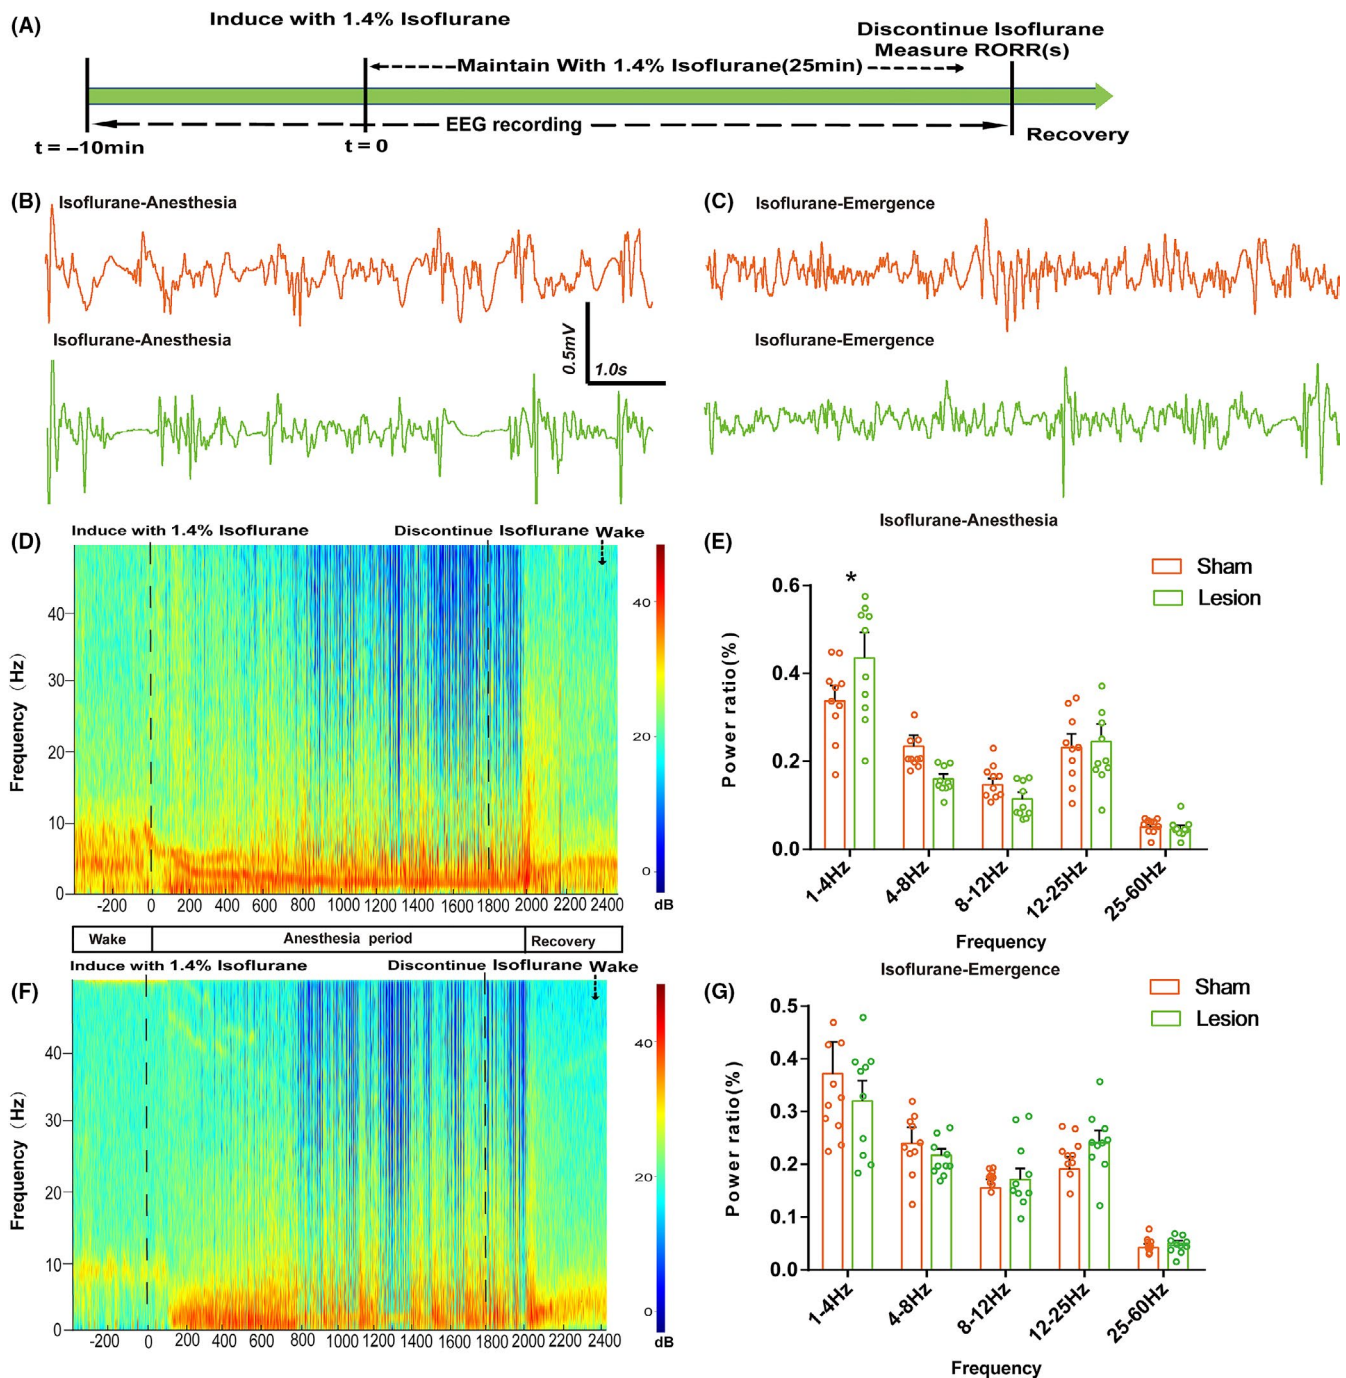 (A)
Induce with 1.4% Isoflurane
Discontinue Isoflurane
Measure RORR(s)
Maintain With 1.4% Isoflurane(25min)
EEG recording
Recovery
t = –10min
t = 0
(B)
Isoflurane-Anesthesia
Isoflurane-Anesthesia
0.5mV
1.0s
(C)
Isoflurane-Emergence
Isoflurane-Emergence
(D)
Induce with 1.4% Isoflurane
Discontinue Isoflurane
Wake
Frequency (Hz)
40
30
20
10
0
-200 0 200 400 600 800 1000 1200 1400 1600 1800 2000 2200 2400
40
20
0
dB
Wake
Anesthesia period
Recovery
(E)
Isoflurane-Anesthesia
Sham
Lesion
*
Power ratio(%)
0.6
0.4
0.2
0.0
1-4Hz
4-8Hz
8-12Hz
12-25Hz
25-60Hz
Frequency
(F)
Induce with 1.4% Isoflurane
Discontinue Isoflurane
Wake
Frequency (Hz)
40
30
20
10
0
-200 0 200 400 600 800 1000 1200 1400 1600 1800 2000 2200 2400
40
20
0
dB
(G)
Isoflurane-Emergence
Sham
Lesion
Power ratio(%)
0.5
0.4
0.3
0.2
0.1
0.0
1-4Hz
4-8Hz
8-12Hz
12-25Hz
25-60Hz
Frequency